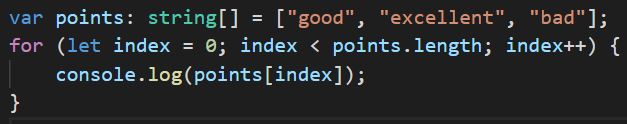 var points: string[] = ["good", "excellent", "bad"];
for (let index = 0; index < points.length; index++) {
    console.log(points[index]);
}